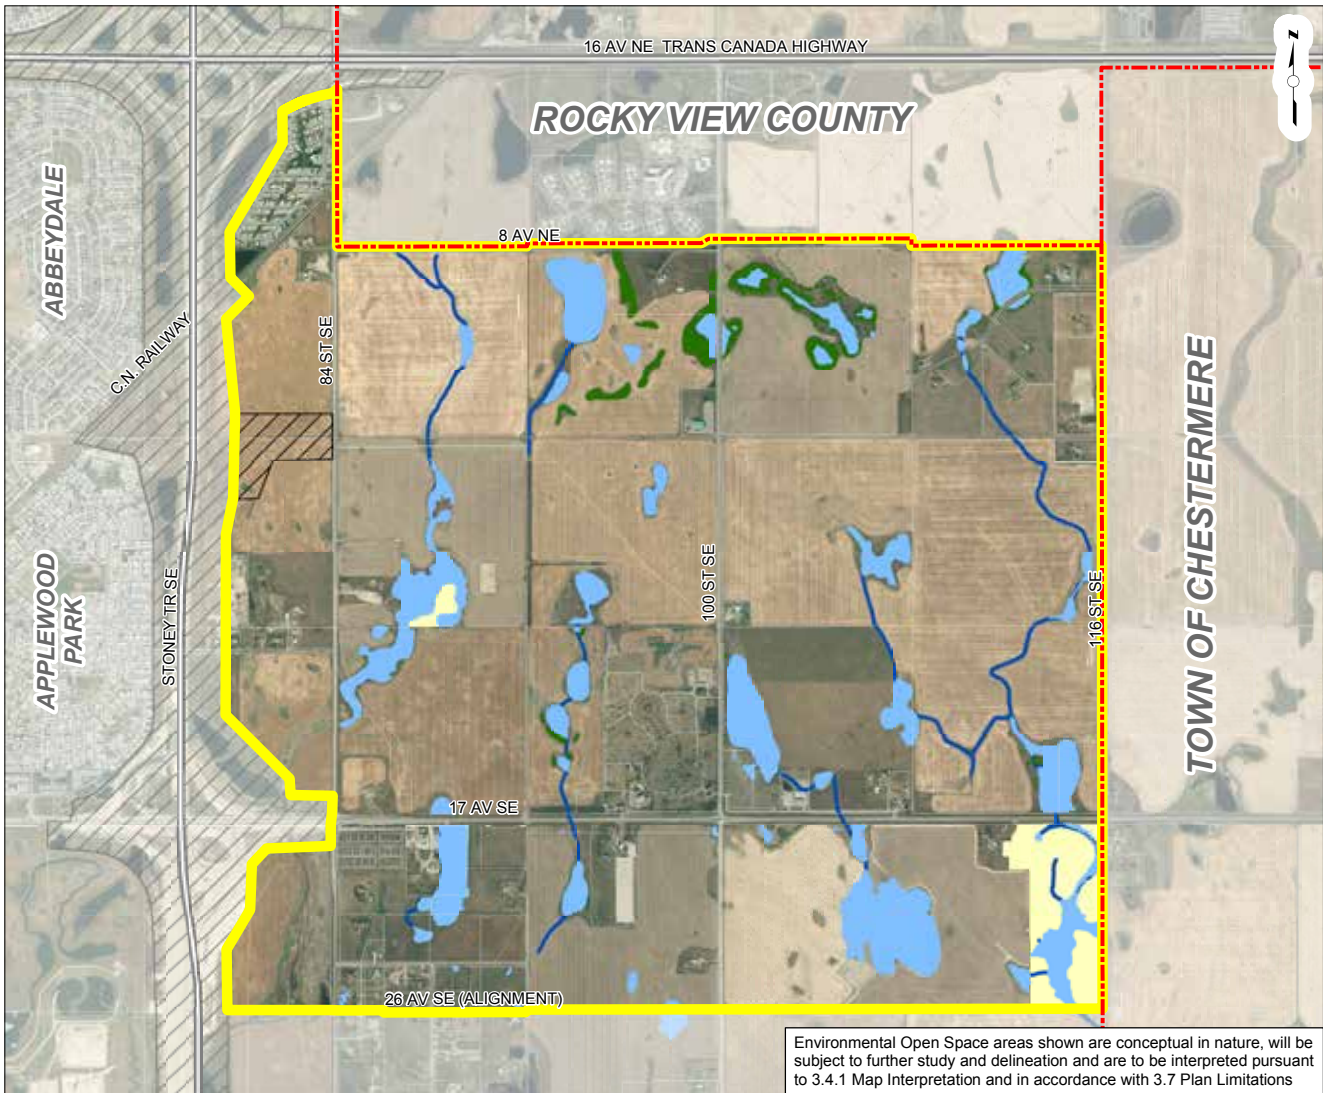 16 AV NE TRANS CANADA HIGHWAY
N
ROCKY VIEW COUNTY
ABBEYDALE
8 AV NE
C.N. RAILWAY
84 ST SE
TOWN OF CHESTERMERE
APPLEWOOD
PARK
STONEY TR SE
100 ST SE
116 ST SE
17 AV SE
26 AV SE (ALIGNMENT)
Environmental Open Space areas shown are conceptual in nature, will be
subject to further study and delineation and are to be interpreted pursuant
to 3.4.1 Map Interpretation and in accordance with 3.7 Plan Limitations